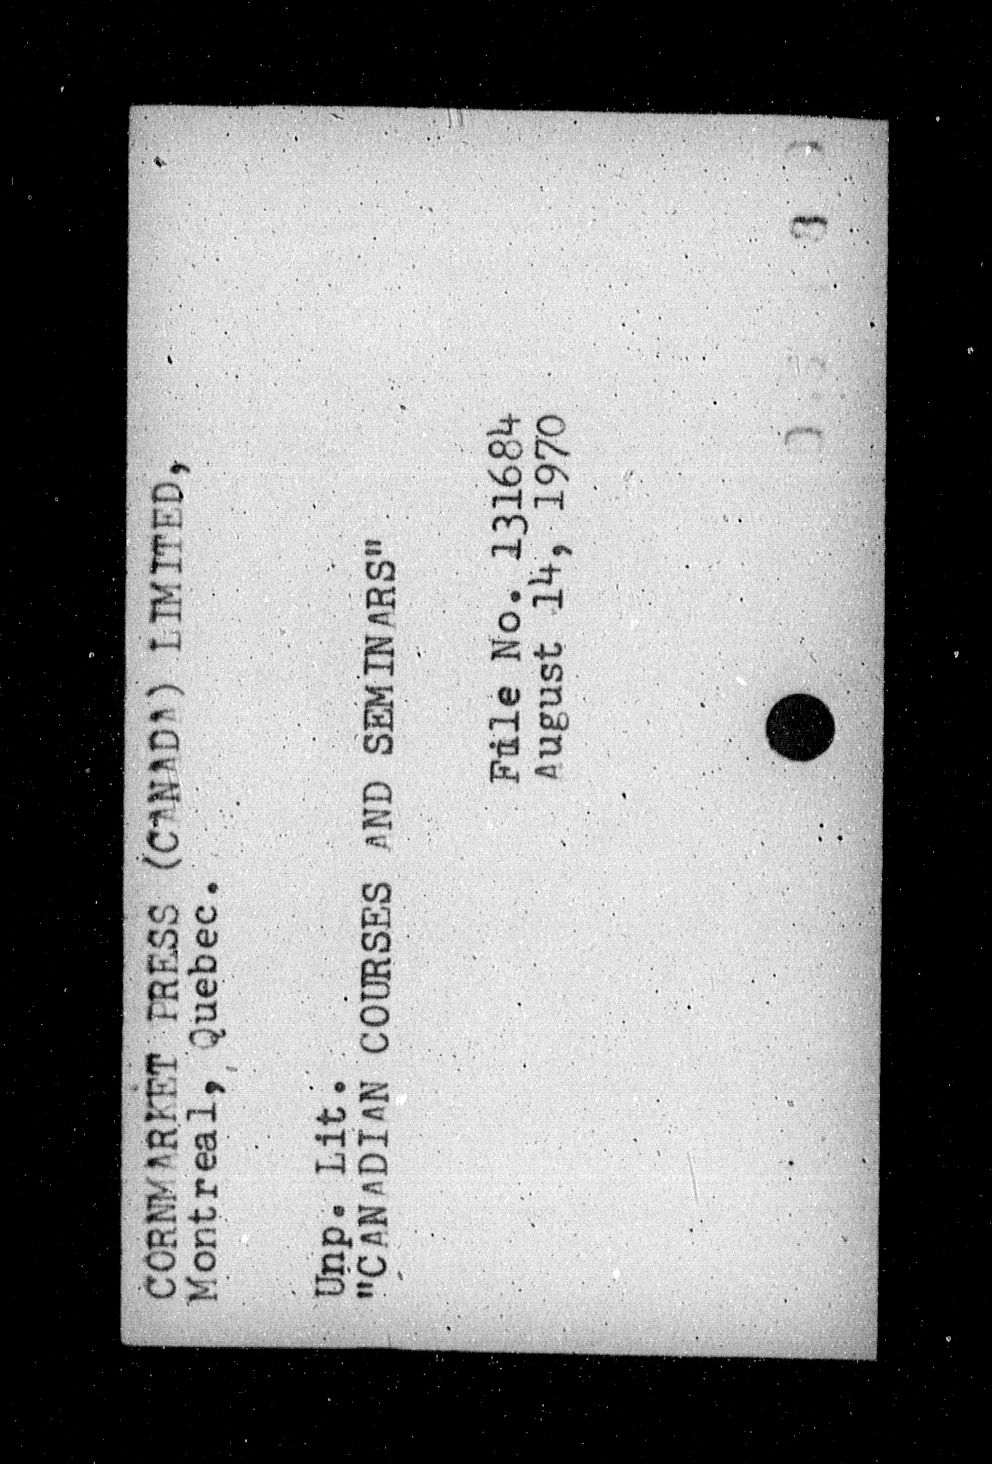 CORNMARKET PRESS (CANADA) LIMITED,
Montreal, Quebec.
Unp. Lit.
"CANADIAN COURSES AND SEMINARS"
File No. 131684
August 14, 1970